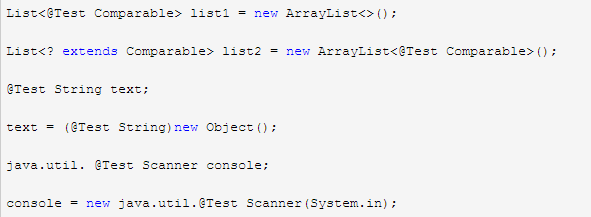 List<@Test Comparable> list1 = new ArrayList<>();
List<? extends Comparable> list2 = new ArrayList<@Test Comparable>();
@Test String text;
text = (@Test String)new Object();
java.util. @Test Scanner console;
console = new java.util.@Test Scanner(System.in);